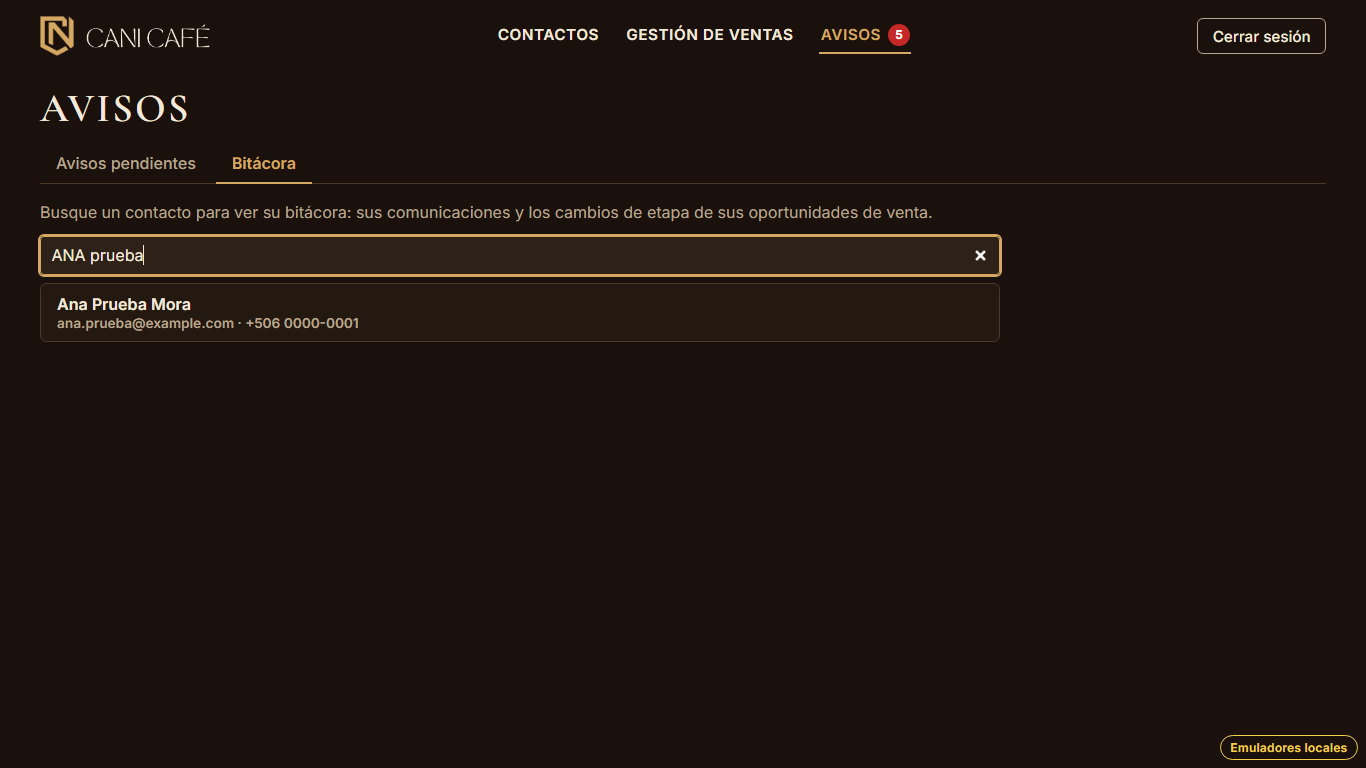 CANI CAFÉ
CONTACTOS GESTIÓN DE VENTAS AVISOS 5
Cerrar sesión
AVISOS
Avisos pendientes Bitácora
Busque un contacto para ver su bitácora: sus comunicaciones y los cambios de etapa de sus oportunidades de venta.
ANA prueba
Ana Prueba Mora
ana.prueba@example.com · +506 0000-0001
Emuladores locales